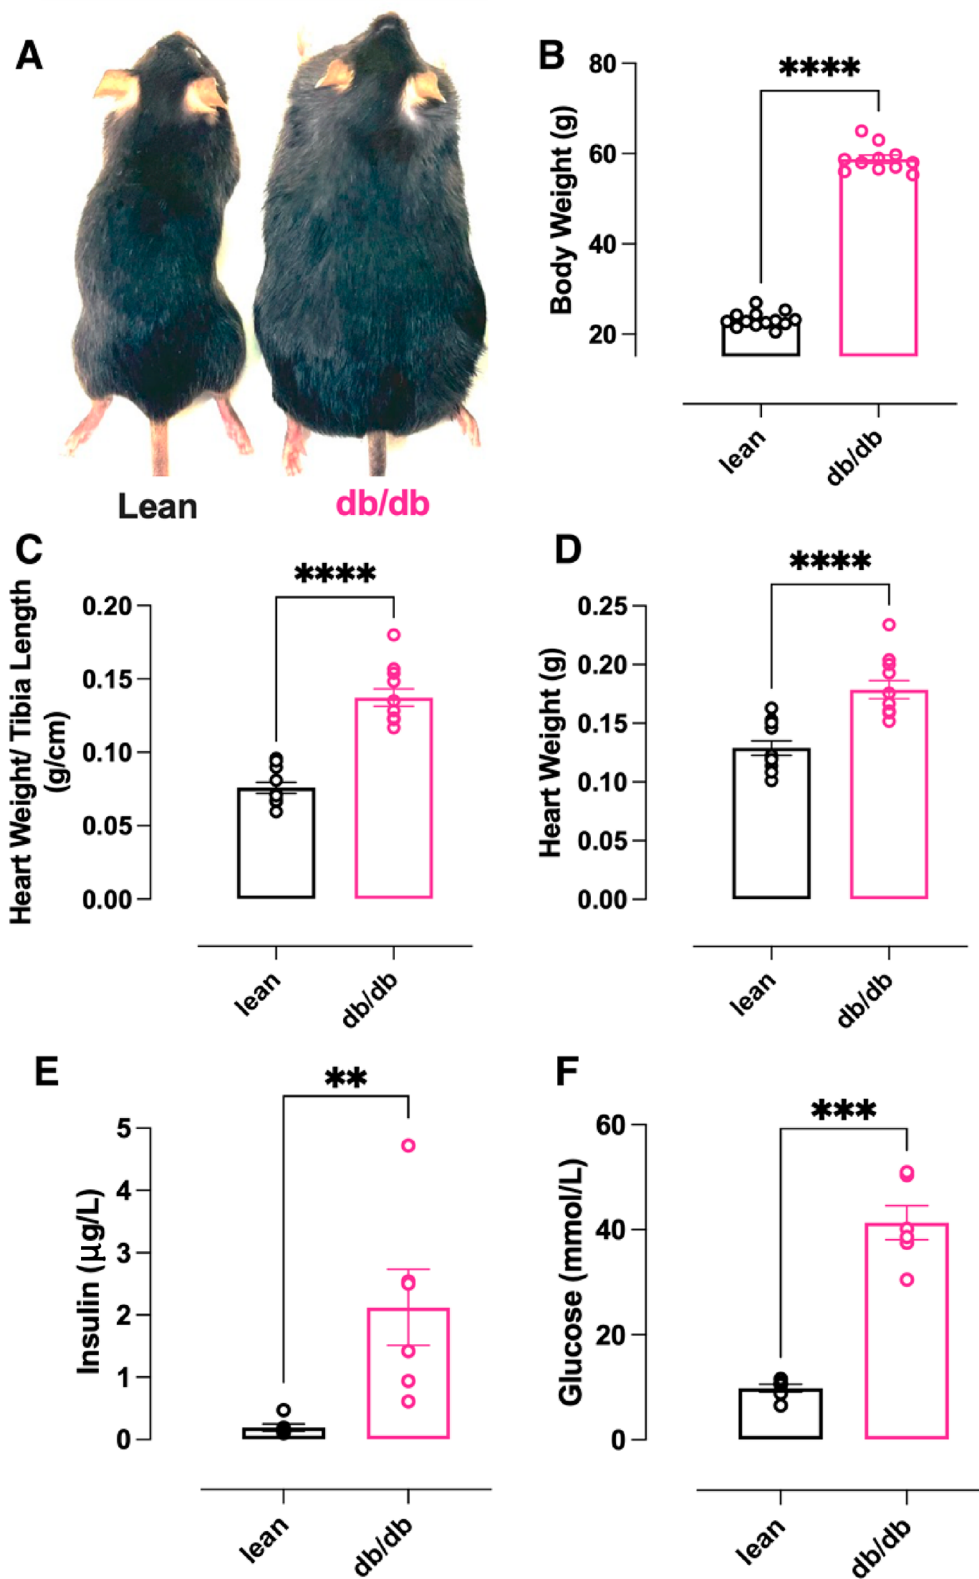 A
Lean
db/db
B
****
Body Weight (g)
80
60
40
20
lean
db/db
C
****
Heart Weight/ Tibia Length
(g/cm)
0.20
0.15
0.10
0.05
0.00
lean
db/db
D
****
Heart Weight (g)
0.25
0.20
0.15
0.10
0.05
0.00
lean
db/db
E
**
Insulin (µg/L)
5
4
3
2
1
0
lean
db/db
F
***
Glucose (mmol/L)
60
40
20
0
lean
db/db